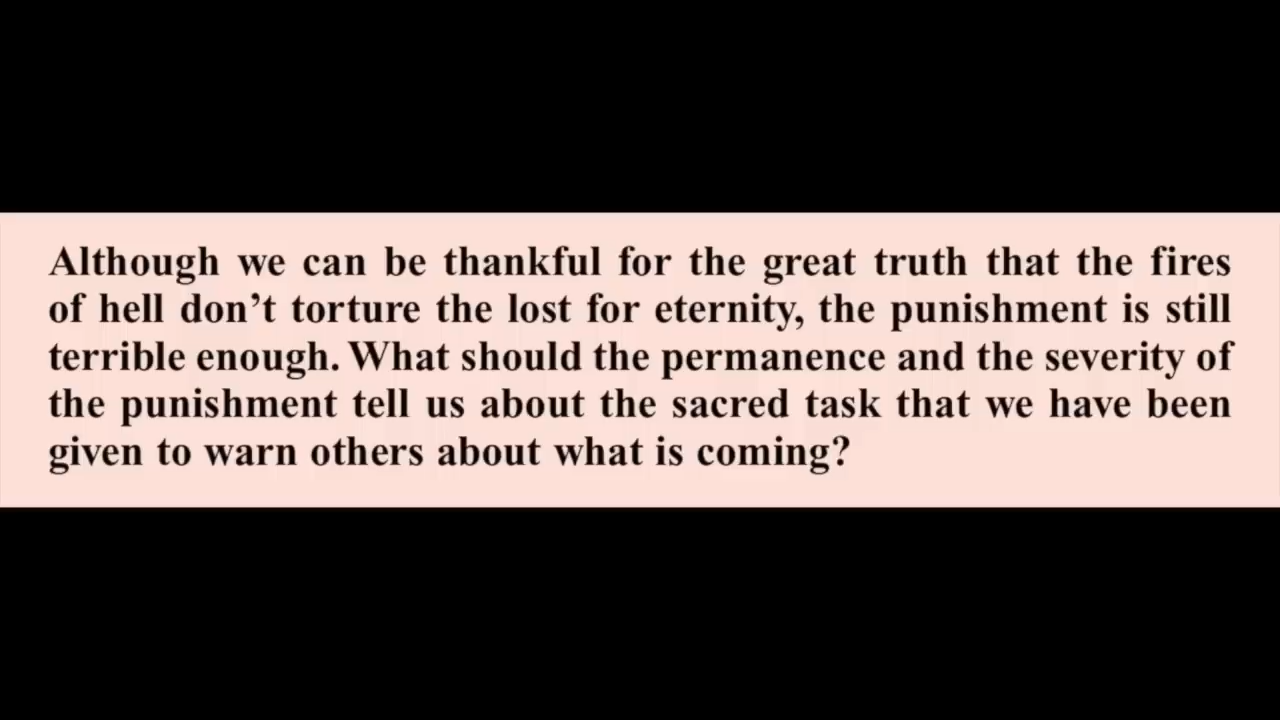 Although we can be thankful for the great truth that the fires
of hell don’t torture the lost for eternity, the punishment is still
terrible enough. What should the permanence and the severity of
the punishment tell us about the sacred task that we have been
given to warn others about what is coming?